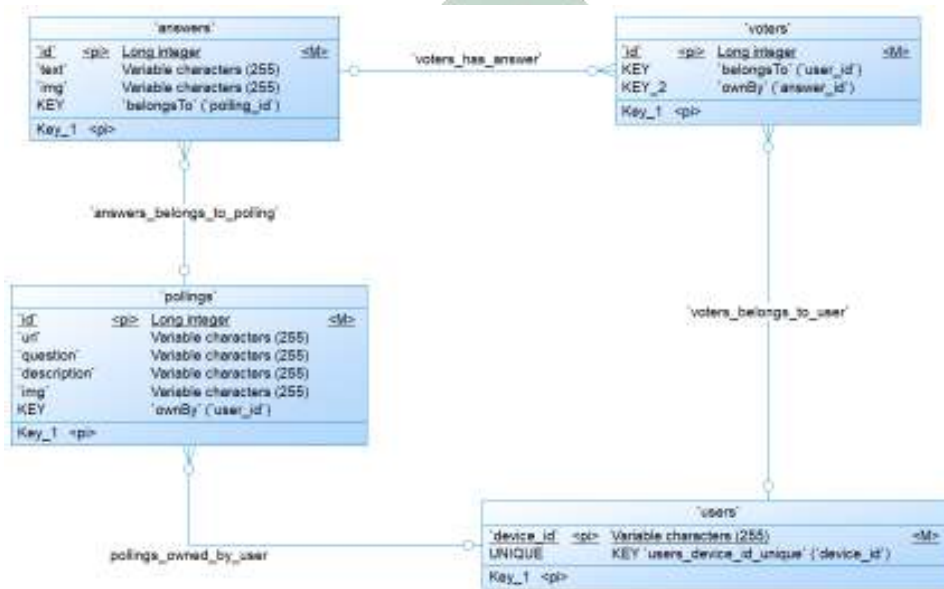 `answers`
`id` <pi> Long integer <M>
`text` Variable characters (255)
`img` Variable characters (255)
KEY `belongsTo` (`polling_id`)
Key_1 <pi>
`voters_has_answer`
`voters`
`id` <pi> Long integer <M>
KEY `belongsTo` (`user_id`)
KEY_2 `ownBy` (`answer_id`)
Key_1 <pi>
`answers_belongs_to_polling`
`voters_belongs_to_user`
`pollings`
`id` <pi> Long integer <M>
`url` Variable characters (255)
`question` Variable characters (255)
`description` Variable characters (255)
`img` Variable characters (255)
KEY `ownBy` (`user_id`)
Key_1 <pi>
pollings_owned_by_user
`users`
`device_id` <pi> Variable characters (255) <M>
UNIQUE KEY `users_device_id_unique` (`device_id`)
Key_1 <pi>